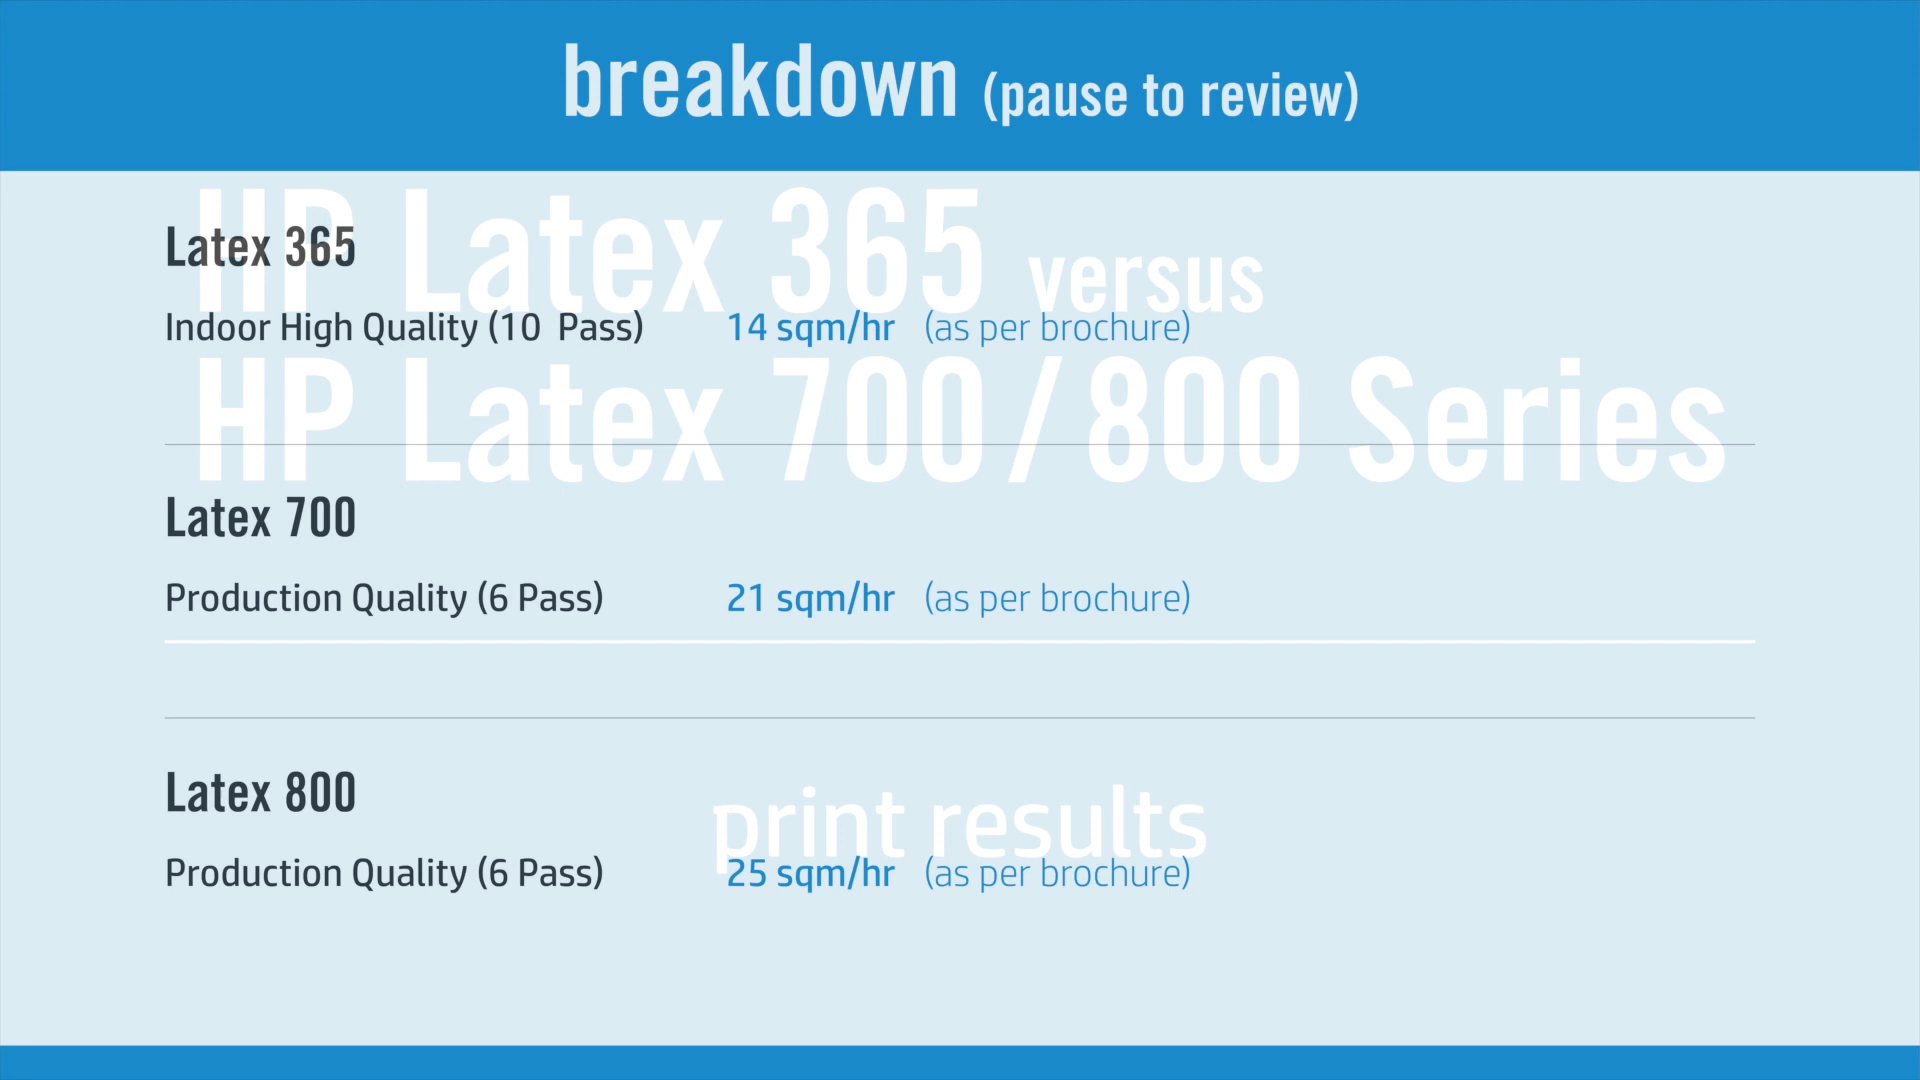 breakdown (pause to review)
HP Latex 365 versus
Latex 365
Indoor High Quality (10 Pass) 14 sqm/hr (as per brochure)
HP Latex 700/800 Series
Latex 700
Production Quality (6 Pass) 21 sqm/hr (as per brochure)
Latex 800
print results
Production Quality (6 Pass) 25 sqm/hr (as per brochure)